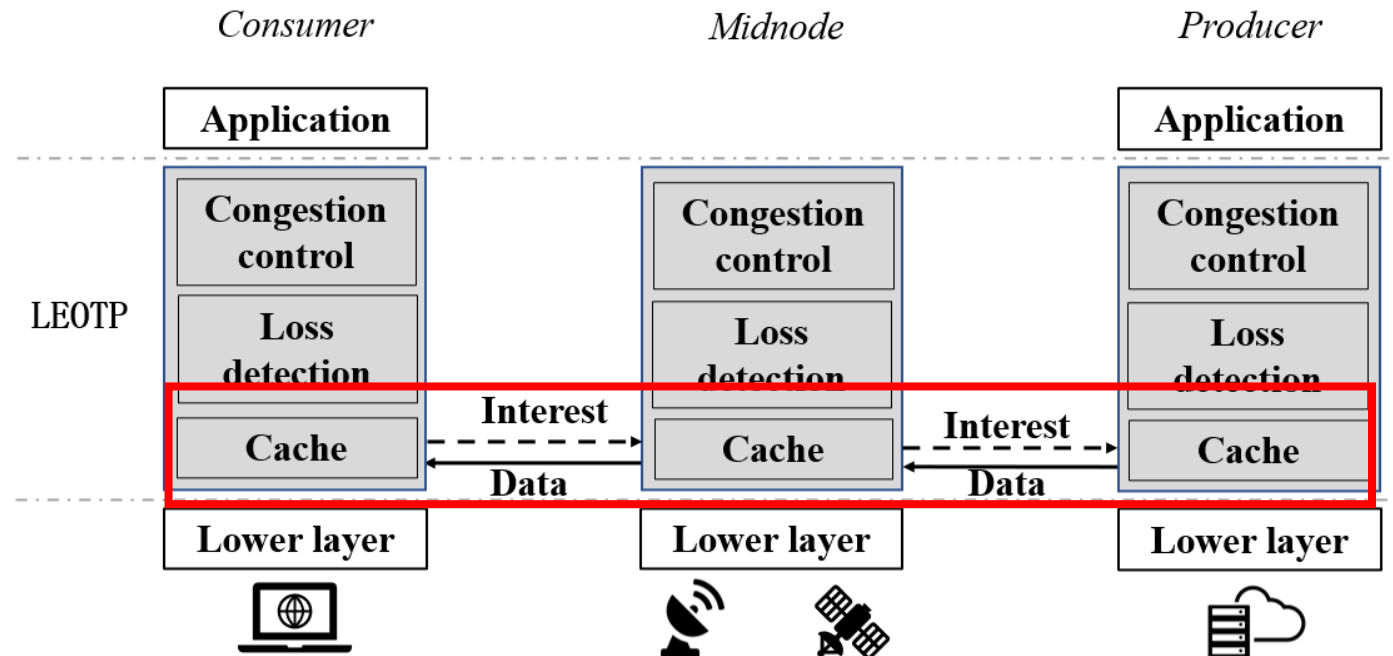 Consumer
Midnode
Producer
Application
Application
Congestion
control
Congestion
control
Congestion
control
LEOTP
Loss
detection
Loss
detection
Loss
detection
Interest
Interest
Cache
Cache
Cache
Data
Data
Lower layer
Lower layer
Lower layer